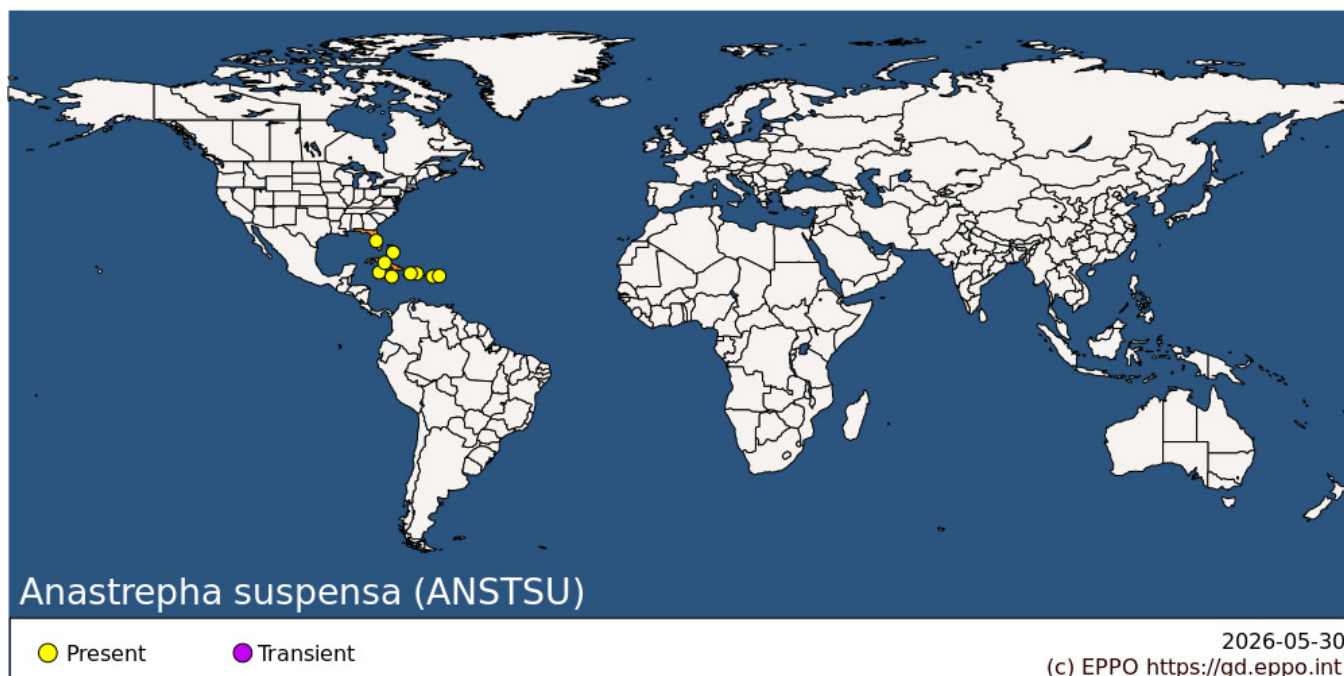 Anastrepha suspensa (ANSTSU)
Present
Transient
2026-05-30
(c) EPPO https://gd.eppo.int